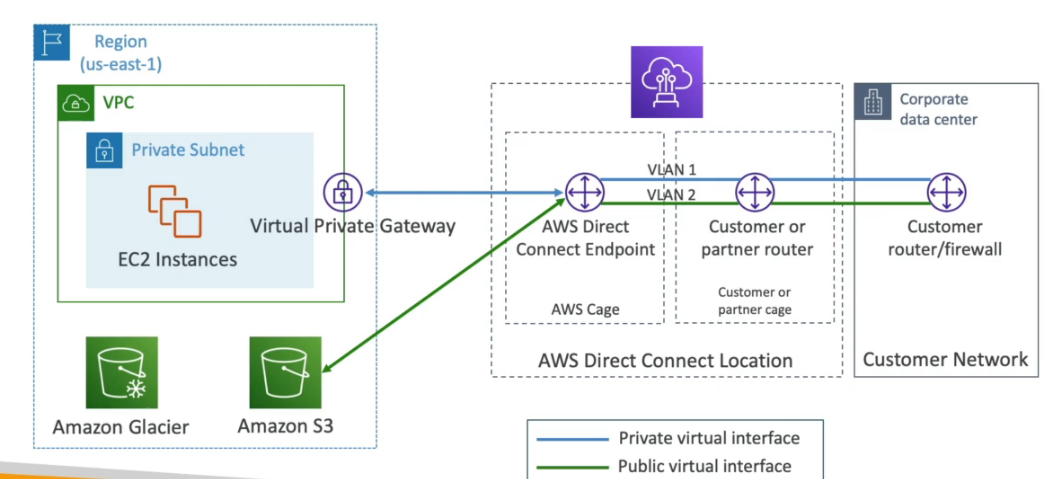 Region
(us-east-1)
VPC
Private Subnet
EC2 Instances
Virtual Private Gateway
Amazon Glacier
Amazon S3
VLAN 1
VLAN 2
AWS Direct
Connect Endpoint
AWS Cage
Customer or
partner router
Customer or
partner cage
AWS Direct Connect Location
Corporate
data center
Customer
router/firewall
Customer Network
Private virtual interface
Public virtual interface